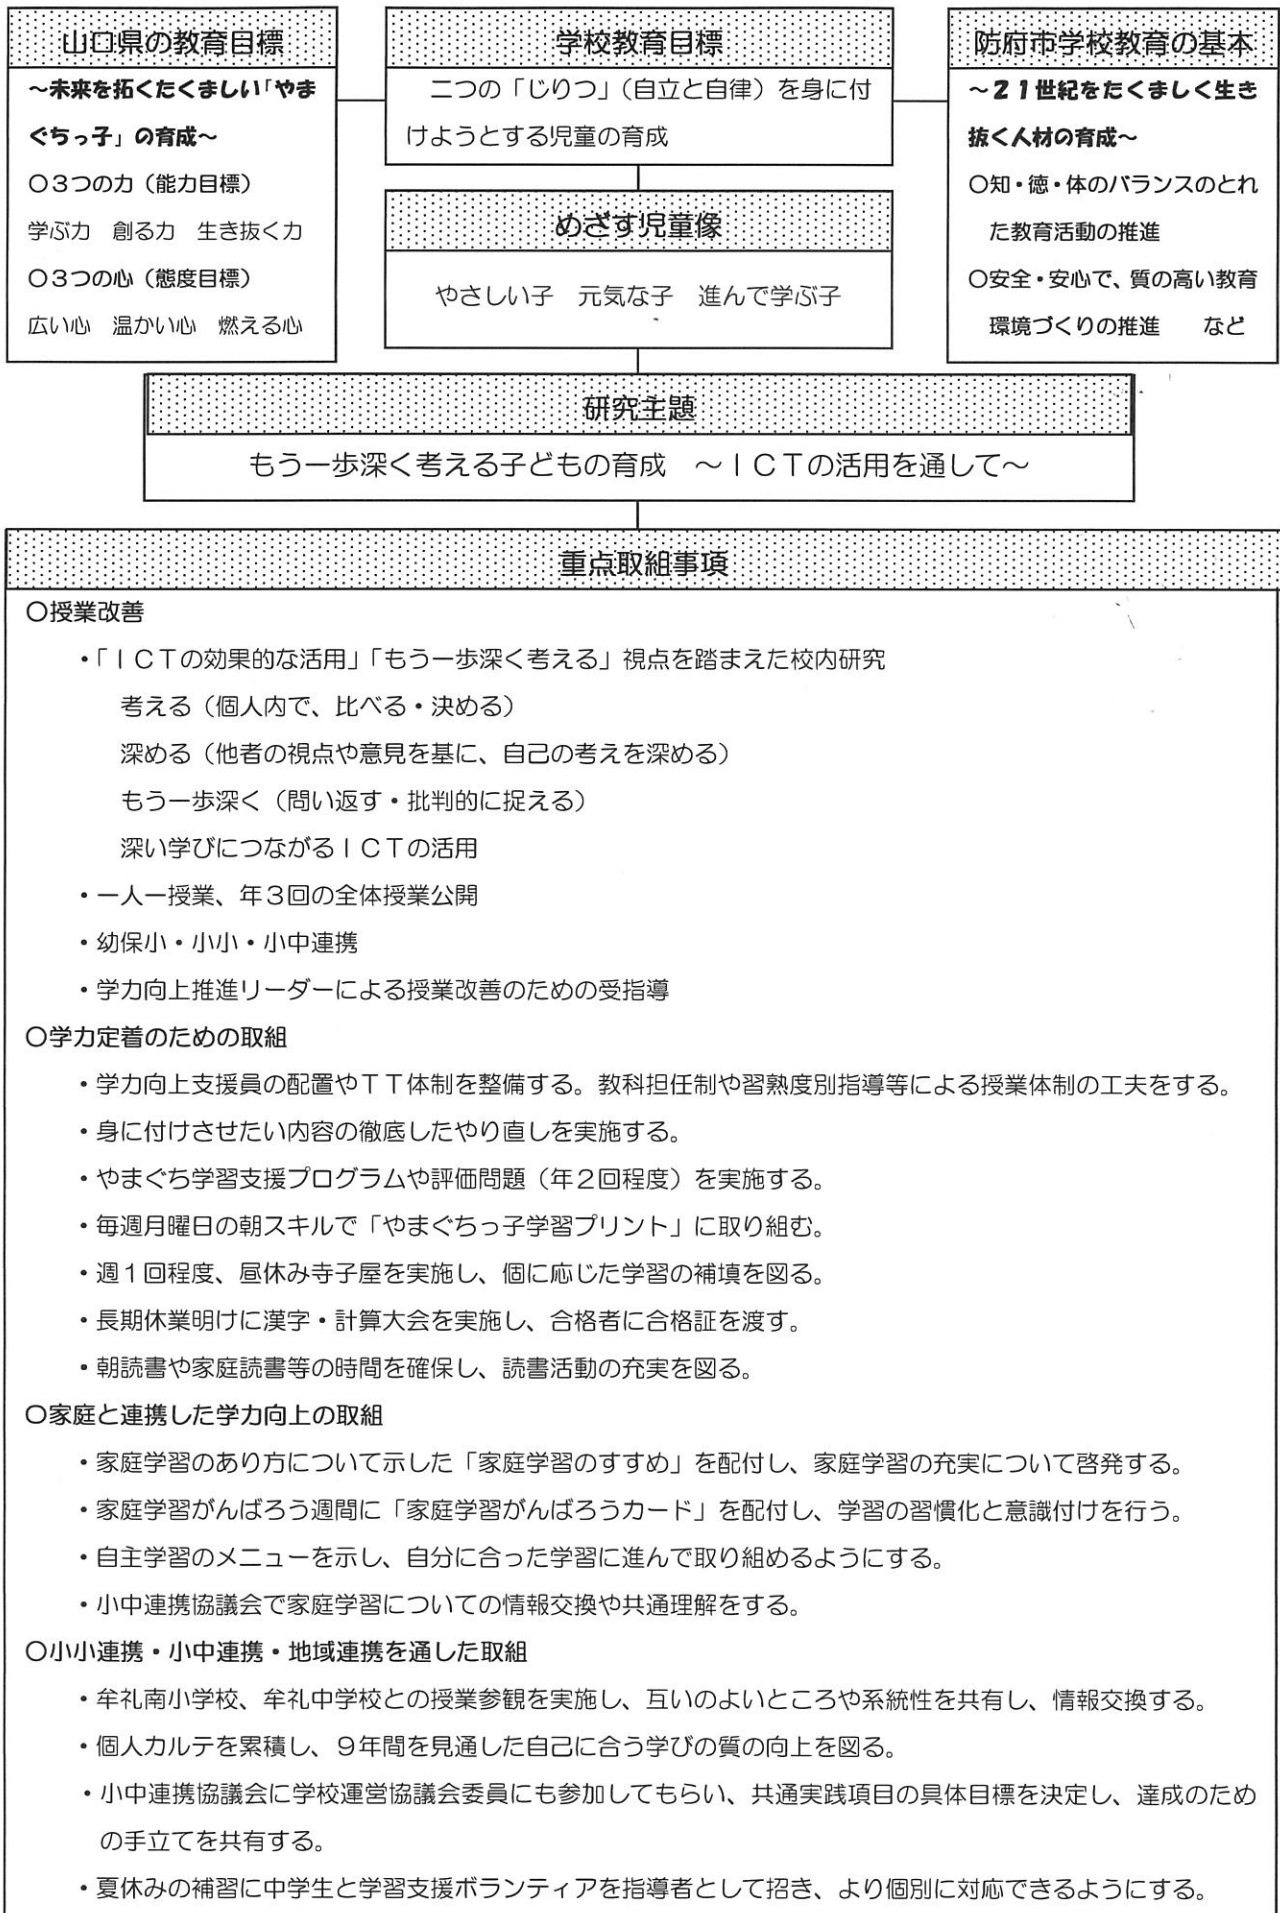 山口県の教育目標
～未来を拓くたくましい「やま
ぐちっ子」の育成～
〇３つの力（能力目標）
学ぶ力　創る力　生き抜く力
〇３つの心（態度目標）
広い心　温かい心　燃える心
学校教育目標
二つの「じりつ」（自立と自律）を身に付
けようとする児童の育成
めざす児童像
やさしい子　元気な子　進んで学ぶ子
防府市学校教育の基本
～２１世紀をたくましく生き
抜く人材の育成～
〇知・徳・体のバランスのとれ
た教育活動の推進
〇安全・安心で、質の高い教育
環境づくりの推進　　など
研究主題
もう一歩深く考える子どもの育成　～ＩＣＴの活用を通して～
重点取組事項
〇授業改善
・「ＩＣＴの効果的な活用」「もう一歩深く考える」視点を踏まえた校内研究
考える（個人内で、比べる・決める）
深める（他者の視点や意見を基に、自己の考えを深める）
もう一歩深く（問い返す・批判的に捉える）
深い学びにつながるＩＣＴの活用
・一人一授業、年３回の全体授業公開
・幼保小・小小・小中連携
・学力向上推進リーダーによる授業改善のための受指導
〇学力定着のための取組
・学力向上支援員の配置やＴＴ体制を整備する。教科担任制や習熟度別指導等による授業体制の工夫をする。
・身に付けさせたい内容の徹底したやり直しを実施する。
・やまぐち学習支援プログラムや評価問題（年２回程度）を実施する。
・毎週月曜日の朝スキルで「やまぐちっ子学習プリント」に取り組む。
・週１回程度、昼休み寺子屋を実施し、個に応じた学習の補填を図る。
・長期休業明けに漢字・計算大会を実施し、合格者に合格証を渡す。
・朝読書や家庭読書等の時間を確保し、読書活動の充実を図る。
〇家庭と連携した学力向上の取組
・家庭学習のあり方について示した「家庭学習のすすめ」を配付し、家庭学習の充実について啓発する。
・家庭学習がんばろう週間に「家庭学習がんばろうカード」を配付し、学習の習慣化と意識付けを行う。
・自主学習のメニューを示し、自分に合った学習に進んで取り組めるようにする。
・小中連携協議会で家庭学習についての情報交換や共通理解をする。
〇小小連携・小中連携・地域連携を通した取組
・牟礼南小学校、牟礼中学校との授業参観を実施し、互いのよいところや系統性を共有し、情報交換する。
・個人カルテを累積し、９年間を見通した自己に合う学びの質の向上を図る。
・小中連携協議会に学校運営協議会委員にも参加してもらい、共通実践項目の具体目標を決定し、達成のため
の手立てを共有する。
・夏休みの補習に中学生と学習支援ボランティアを指導者として招き、より個別に対応できるようにする。